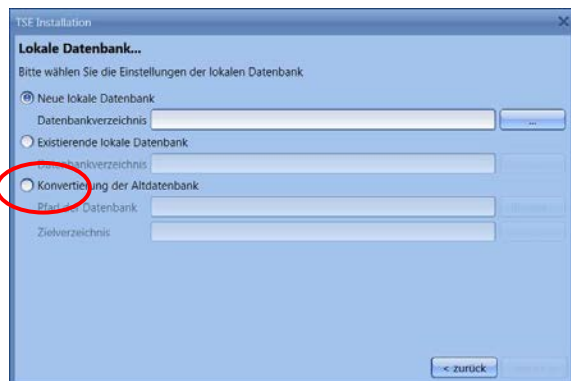 TSE Installation
Lokale Datenbank...
Bitte wählen Sie die Einstellungen der lokalen Datenbank
Neue lokale Datenbank
Datenbankverzeichnis
...
Existierende lokale Datenbank
Datenbankverzeichnis
Konvertierung der Altdatenbank
Pfad der Datenbank
Zielverzeichnis
< zurück